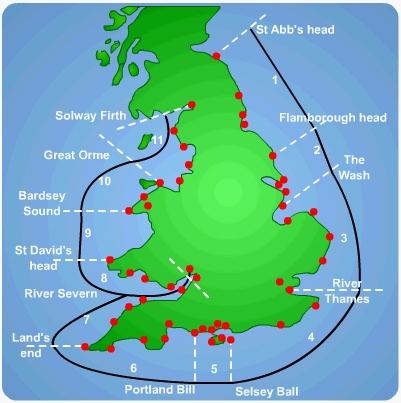 St Abb's head
1
Solway Firth
Flamborough head
11
2
Great Orme
The
Wash
10
Bardsey
Sound
9
3
St David's
head
8
River Severn
River
Thames
7
Land's
end
4
6
5
Portland Bill
Selsey Ball